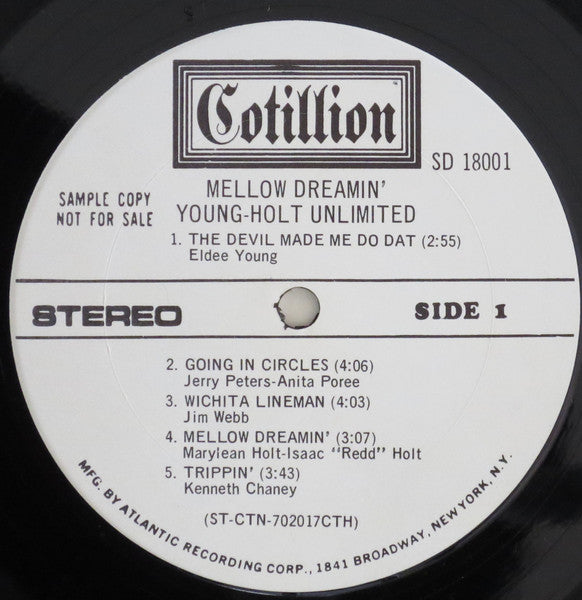 Cotillion
SD 18001
SAMPLE COPY
NOT FOR SALE
MELLOW DREAMIN'
YOUNG-HOLT UNLIMITED
1. THE DEVIL MADE ME DO DAT (2:55)
Eldee Young
STEREO
SIDE 1
2. GOING IN CIRCLES (4:06)
Jerry Peters-Anita Poree
3. WICHITA LINEMAN (4:03)
Jim Webb
4. MELLOW DREAMIN' (3:07)
Marylean Holt-Isaac "Redd" Holt
5. TRIPPIN' (3:43)
Kenneth Chaney
(ST-CTN-702017CTH)
MFG. BY ATLANTIC RECORDING CORP., 1841 BROADWAY, NEW YORK, N.Y.